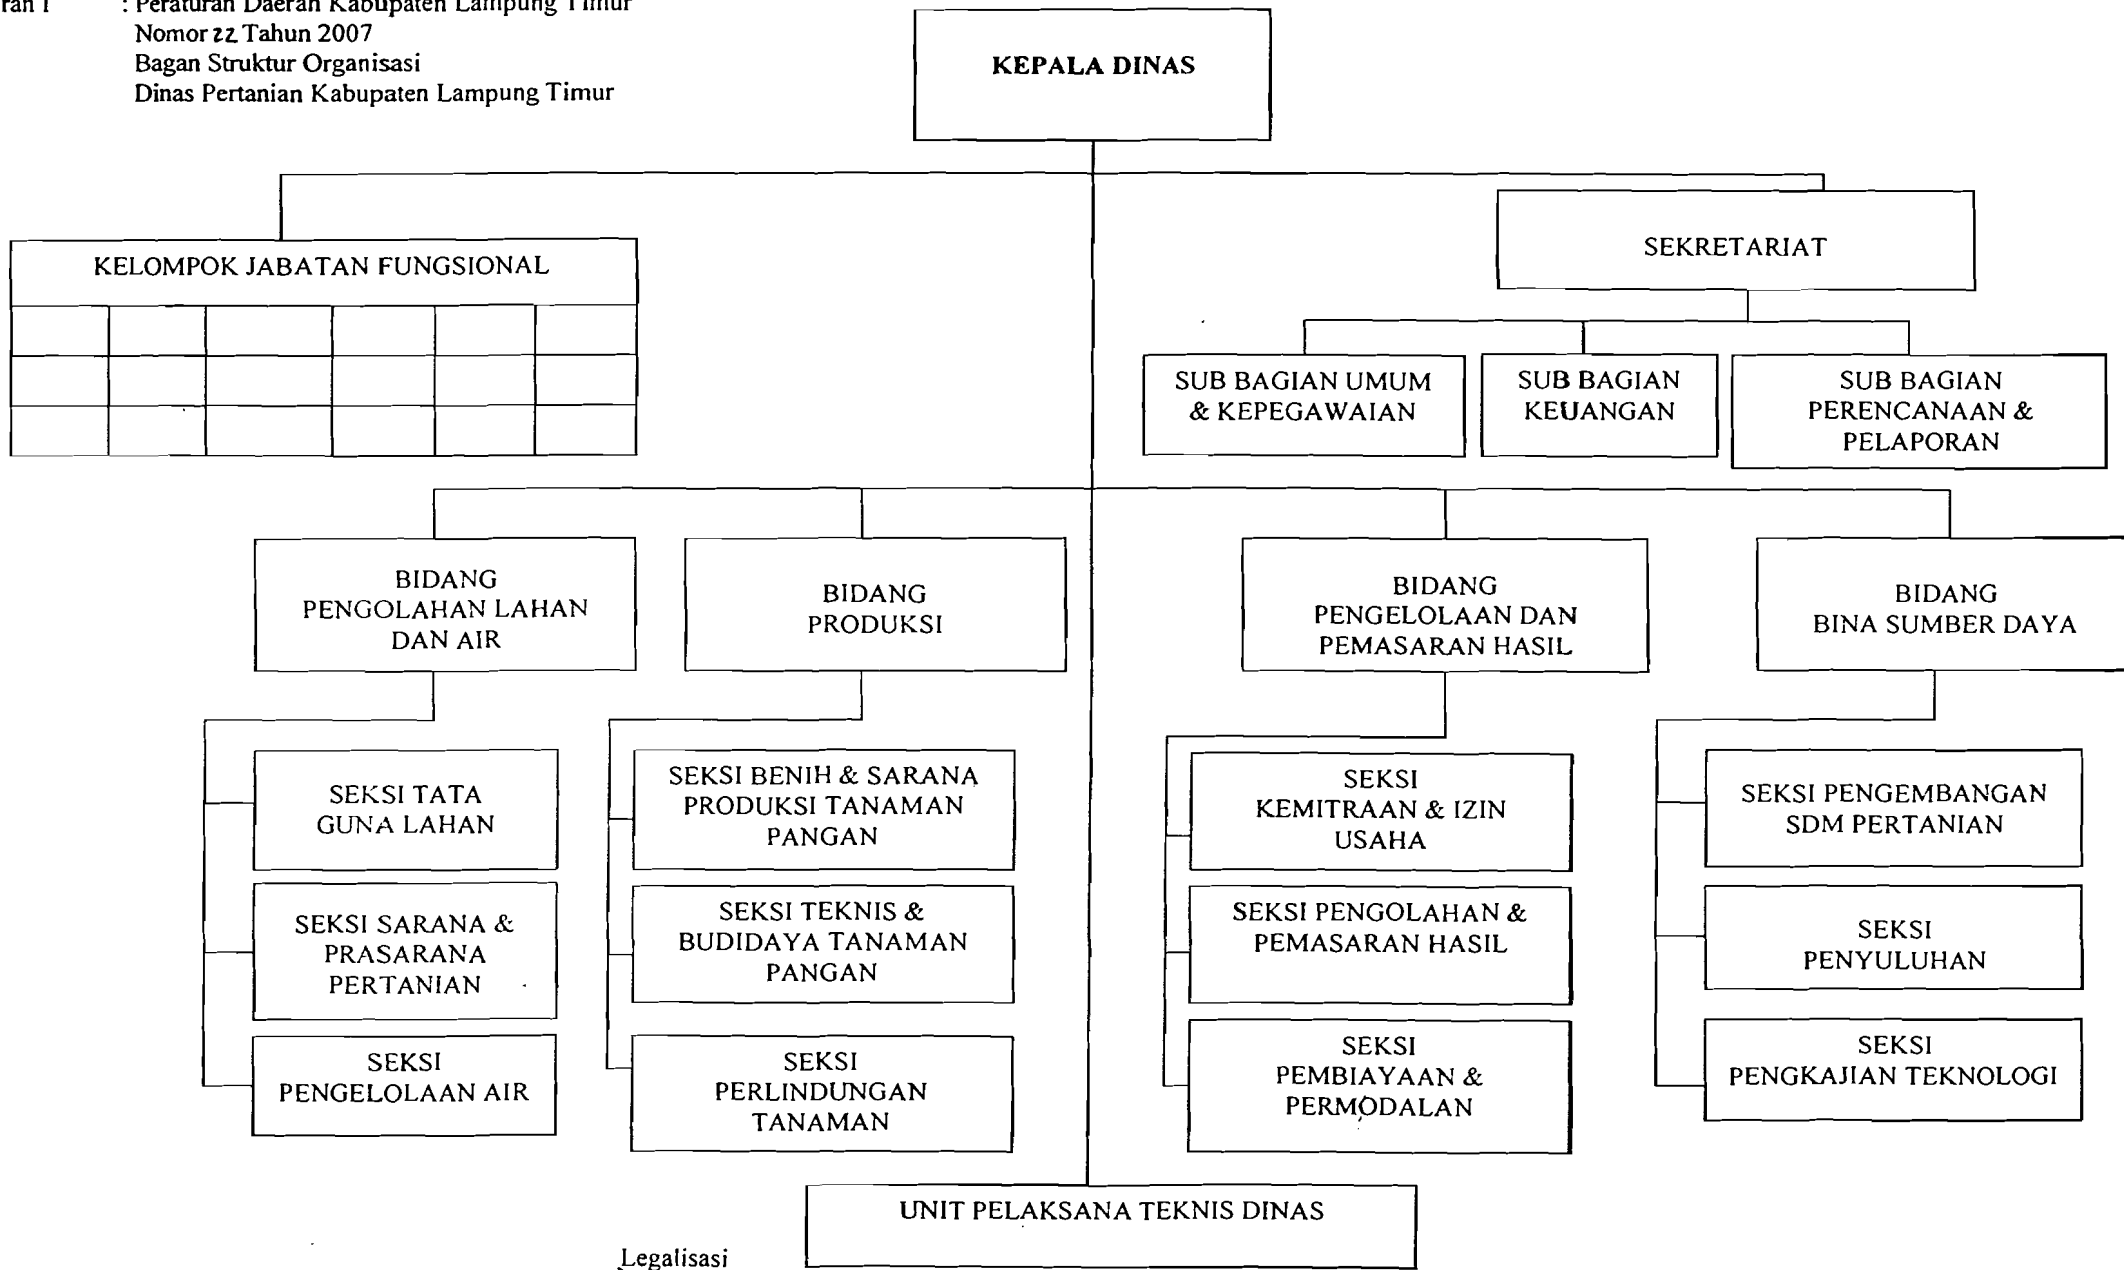 : Peraturan Daerah Kabupaten Lampung Timur
Nomor 22 Tahun 2007
Bagan Struktur Organisasi
Dinas Pertanian Kabupaten Lampung Timur
KEPALA DINAS
KELOMPOK JABATAN FUNGSIONAL
SEKRETARIAT
SUB BAGIAN UMUM
& KEPEGAWAIAN
SUB BAGIAN
KEUANGAN
SUB BAGIAN
PERENCANAAN &
PELAPORAN
BIDANG
PENGOLAHAN LAHAN
DAN AIR
BIDANG
PRODUKSI
BIDANG
PENGELOLAAN DAN
PEMASARAN HASIL
BIDANG
BINA SUMBER DAYA
SEKSI TATA
GUNA LAHAN
SEKSI SARANA &
PRASARANA
PERTANIAN
SEKSI
PENGELOLAAN AIR
SEKSI BENIH & SARANA
PRODUKSI TANAMAN
PANGAN
SEKSI TEKNIS &
BUDIDAYA TANAMAN
PANGAN
SEKSI
PERLINDUNGAN
TANAMAN
SEKSI
KEMITRAAN & IZIN
USAHA
SEKSI PENGOLAHAN &
PEMASARAN HASIL
SEKSI
PEMBIAYAAN &
PERMODALAN
SEKSI PENGEMBANGAN
SDM PERTANIAN
SEKSI
PENYULUHAN
SEKSI
PENGKAJIAN TEKNOLOGI
UNIT PELAKSANA TEKNIS DINAS
Legalisasi